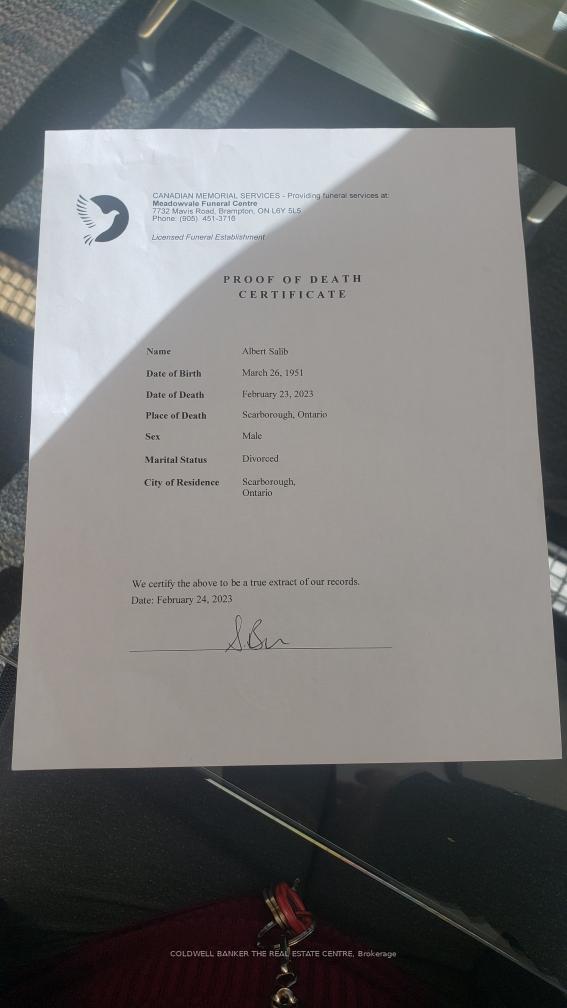 CANADIAN MEMORIAL SERVICES - Providing funeral services at:
Meadowvale Funeral Centre
7732 Mavis Road, Brampton, ON L6Y 5L5
Phone: (905) 451-3716
Licensed Funeral Establishment
PROOF OF DEATH
CERTIFICATE
Name Albert Salib
Date of Birth March 26, 1951
Date of Death February 23, 2023
Place of Death Scarborough, Ontario
Sex Male
Marital Status Divorced
City of Residence Scarborough,
Ontario
We certify the above to be a true extract of our records.
Date: February 24, 2023
COLDWELL BANKER THE REAL ESTATE CENTRE, Brokerage